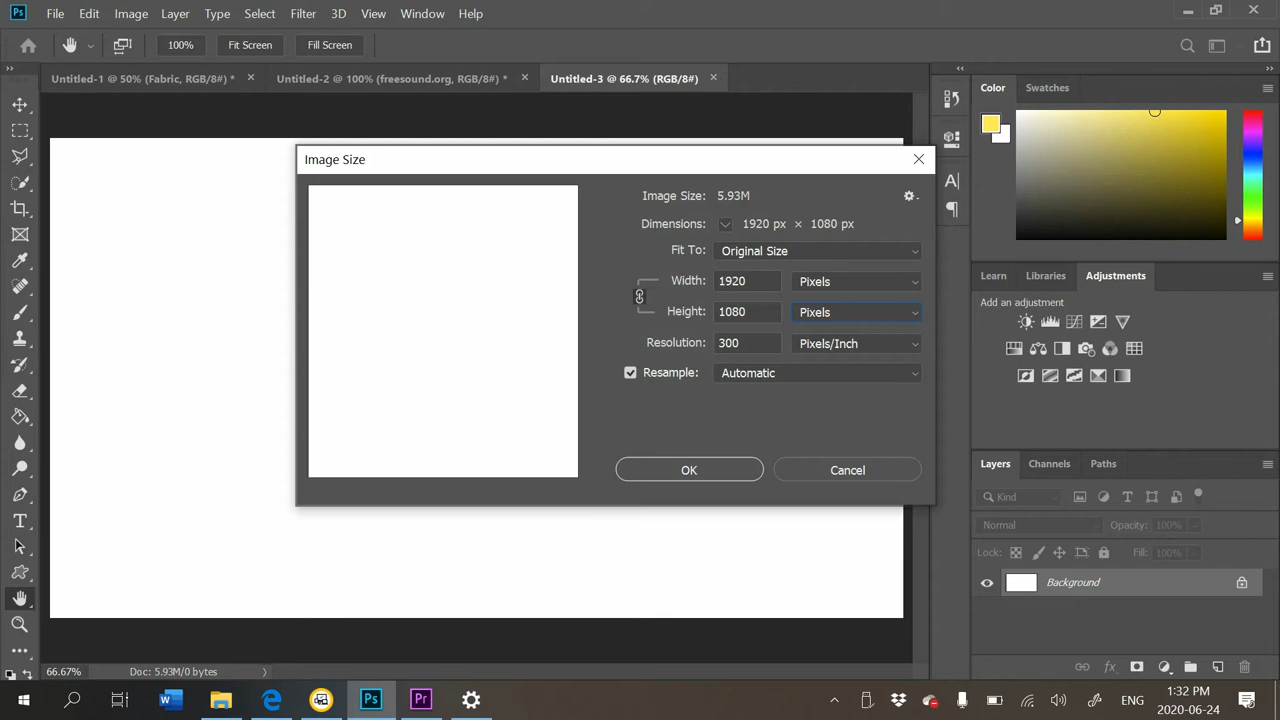 Ps File Edit Image Layer Type Select Filter 3D View Window Help
100% Fit Screen Fill Screen
Untitled-1 @ 50% (Fabric, RGB/8#) * Untitled-2 @ 100% (freesound.org, RGB/8#) * Untitled-3 @ 66.7% (RGB/8#)
Color Swatches
Image Size
Image Size: 5.93M
Dimensions: 1920 px × 1080 px
Fit To: Original Size
Width: 1920 Pixels
Height: 1080 Pixels
Resolution: 300 Pixels/Inch
Resample: Automatic
OK Cancel
Learn Libraries Adjustments
Add an adjustment
Layers Channels Paths
Kind
Normal Opacity: 100%
Lock: Fill: 100%
Background
66.67% Doc: 5.93M/0 bytes
W Ps Pr ENG 1:32 PM
2020-06-24